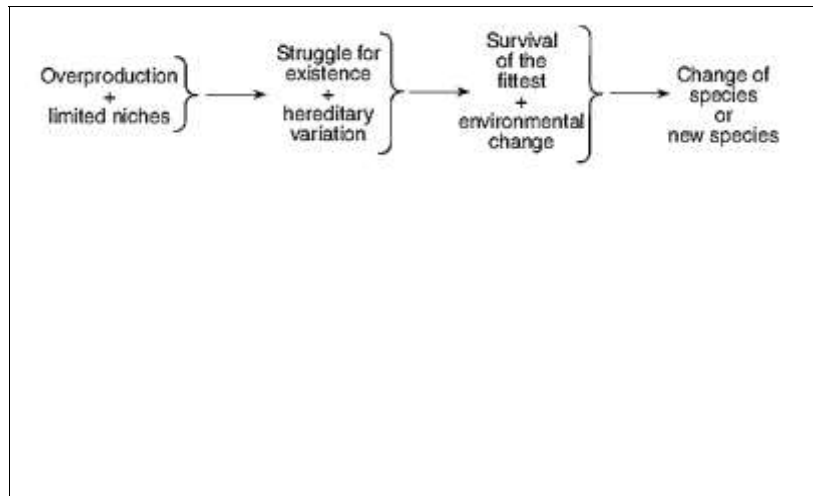 Overproduction
+
limited niches
Struggle for
existence
+
hereditary
variation
Survival
of the
fittest
+
environmental
change
Change of
species
or
new species